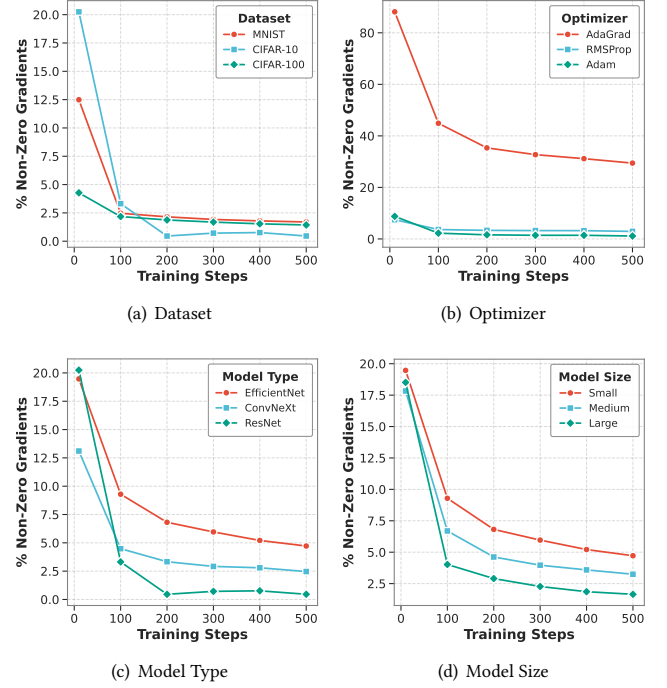 Dataset
MNIST
CIFAR-10
CIFAR-100
% Non-Zero Gradients
20.0
17.5
15.0
12.5
10.0
7.5
5.0
2.5
0.0
0 100 200 300 400 500
Training Steps
(a) Dataset
Optimizer
AdaGrad
RMSProp
Adam
% Non-Zero Gradients
80
60
40
20
0
0 100 200 300 400 500
Training Steps
(b) Optimizer
Model Type
EfficientNet
ConvNeXt
ResNet
% Non-Zero Gradients
20.0
17.5
15.0
12.5
10.0
7.5
5.0
2.5
0.0
0 100 200 300 400 500
Training Steps
(c) Model Type
Model Size
Small
Medium
Large
% Non-Zero Gradients
20.0
17.5
15.0
12.5
10.0
7.5
5.0
2.5
0 100 200 300 400 500
Training Steps
(d) Model Size